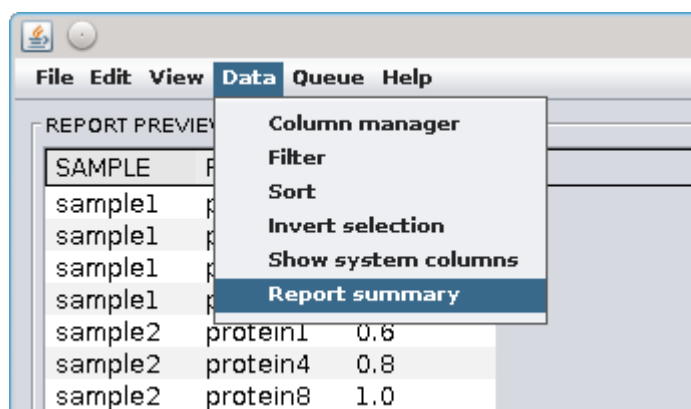 File Edit View Data Queue Help
REPORT PREVIE
Column manager
Filter
Sort
Invert selection
Show system columns
Report summary
SAMPLE
sample1
sample1
sample1
sample1
sample2 protein1 0.6
sample2 protein4 0.8
sample2 protein8 1.0